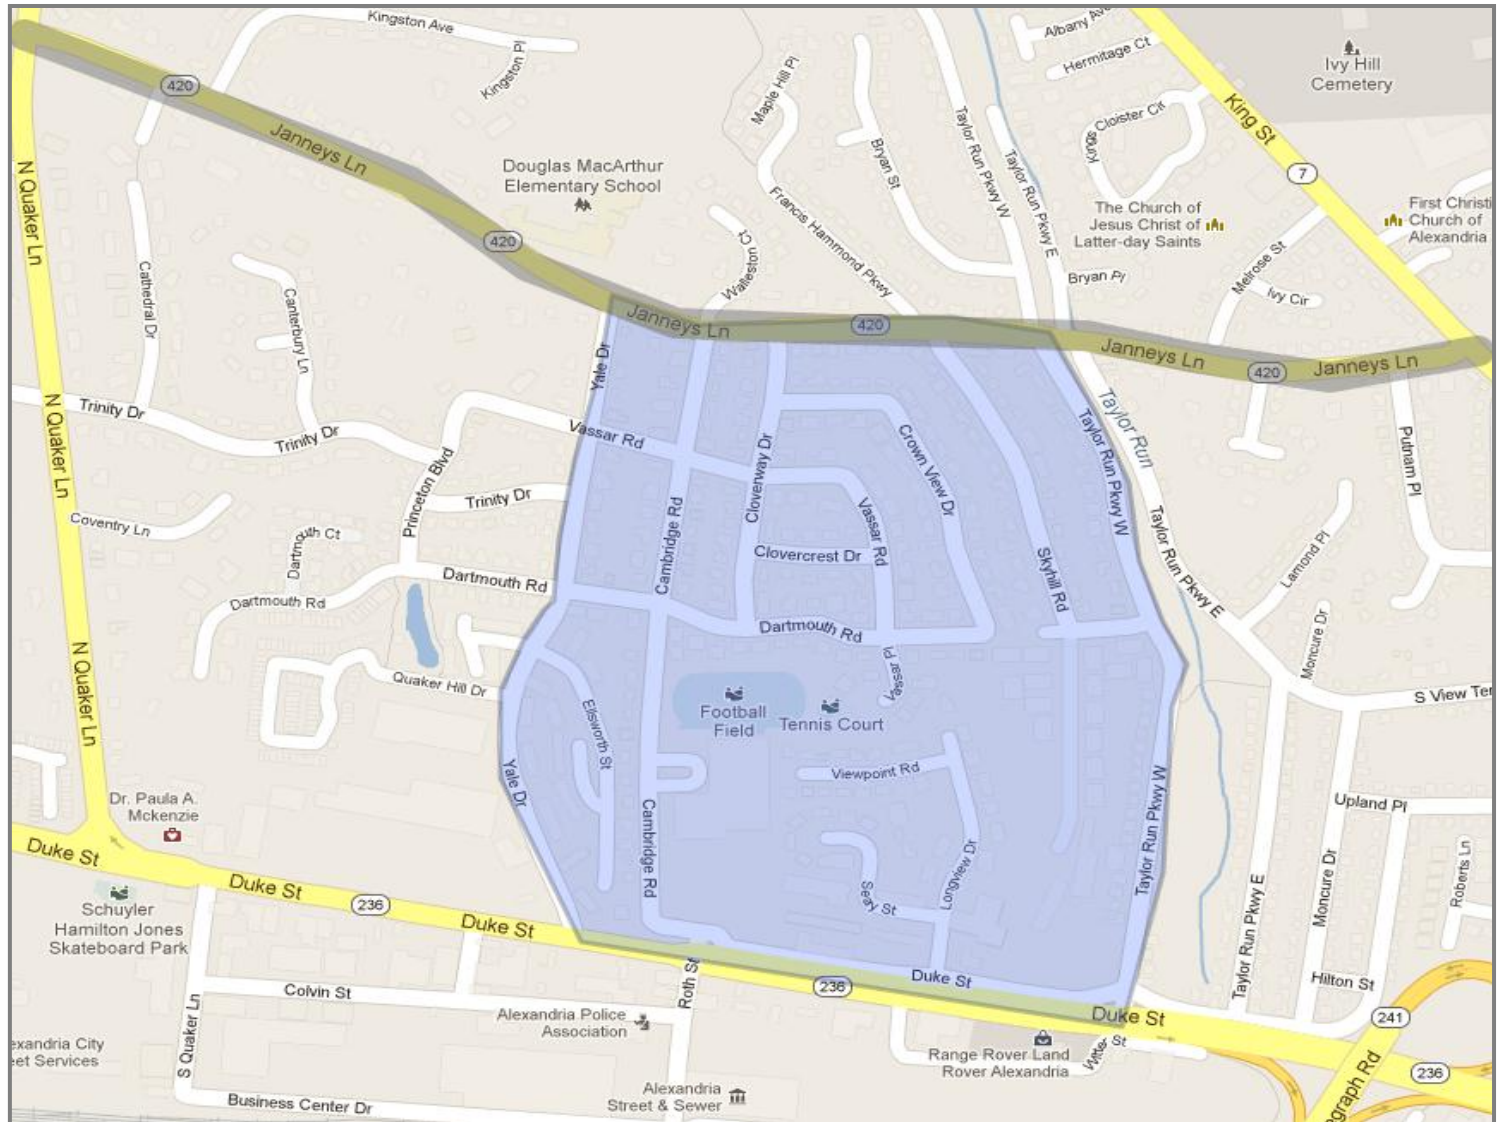 Kingston Ave
Kingston Pl
Albany Ave
Hermitage Ct
Ivy Hill
Cemetery
420
Maple Hill Pl
King St
Cloister Cir
Janneys Ln
Bryan St
Taylor Run Pkwy W
Taylor Run Pkwy E
7
Douglas MacArthur
Elementary School
N Quaker Ln
Francis Hammond Pkwy
The Church of
Jesus Christ of
Latter-day Saints
First Christi
Church of
Alexandria
420
Walleston Ct
Cathedral Dr
Canterbury Ln
Bryan Pl
Melrose St
Ivy Cir
Janneys Ln
420
Janneys Ln
420
Janneys Ln
Yale Dr
Trinity Dr
N Quaker Ln
Trinity Dr
Vassar Rd
Taylor Run
Taylor Run Pkwy W
Crown View Dr
Cloverway Dr
Putnam Pl
Princeton Blvd
Trinity Dr
Coventry Ln
Dartmouth Ct
Cambridge Rd
Vassar Rd
Clovercrest Dr
Taylor Run Pkwy E
Lamond Pl
Dartmouth Rd
Dartmouth Rd
Skyhill Rd
Dartmouth Rd
Moncure Dr
N Quaker Ln
Quaker Hill Dr
Vassar Pl
S View Ter
Football
Field
Tennis Court
Ellsworth St
Yale Dr
Viewpoint Rd
Dr. Paula A.
Mckenzie
Upland Pl
Taylor Run Pkwy W
Cambridge Rd
Longview Dr
Duke St
Seay St
Duke St
236
Duke St
Moncure Dr
Roberts Ln
Taylor Run Pkwy E
Schuyler
Hamilton Jones
Skateboard Park
Duke St
236
Roth St
Colvin St
Hilton St
S Quaker Ln
Alexandria Police
Association
Duke St
241
exandria City
eet Services
Range Rover Land
Rover Alexandria
Witter St
236
egraph Rd
Alexandria
Street & Sewer
Business Center Dr